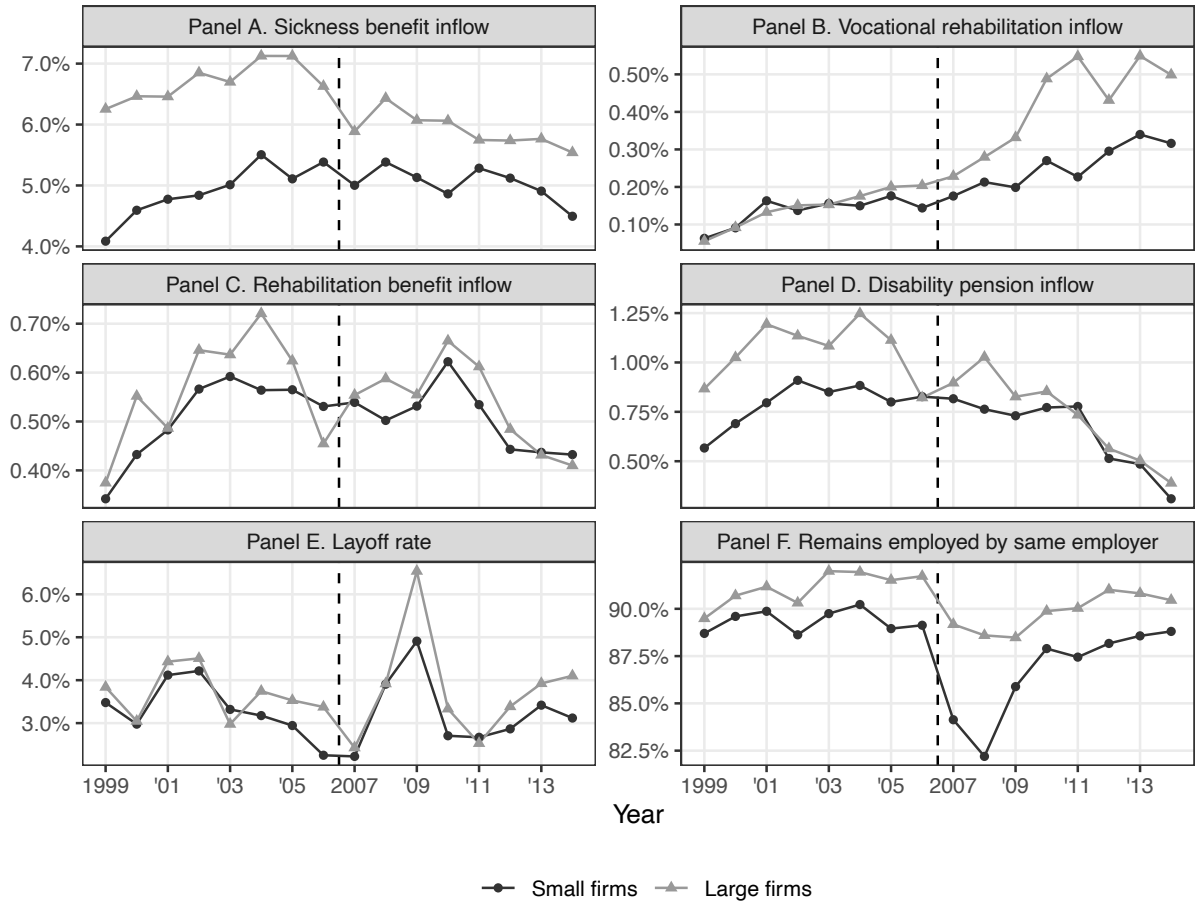 Panel A. Sickness benefit inflow
Panel B. Vocational rehabilitation inflow
7.0%
6.0%
5.0%
4.0%
0.50%
0.40%
0.30%
0.20%
0.10%
Panel C. Rehabilitation benefit inflow
Panel D. Disability pension inflow
0.70%
0.60%
0.50%
0.40%
1.25%
1.00%
0.75%
0.50%
Panel E. Layoff rate
Panel F. Remains employed by same employer
6.0%
5.0%
4.0%
3.0%
90.0%
87.5%
85.0%
82.5%
1999 '01 '03 '05 2007 '09 '11 '13
1999 '01 '03 '05 2007 '09 '11 '13
Year
Small firms Large firms